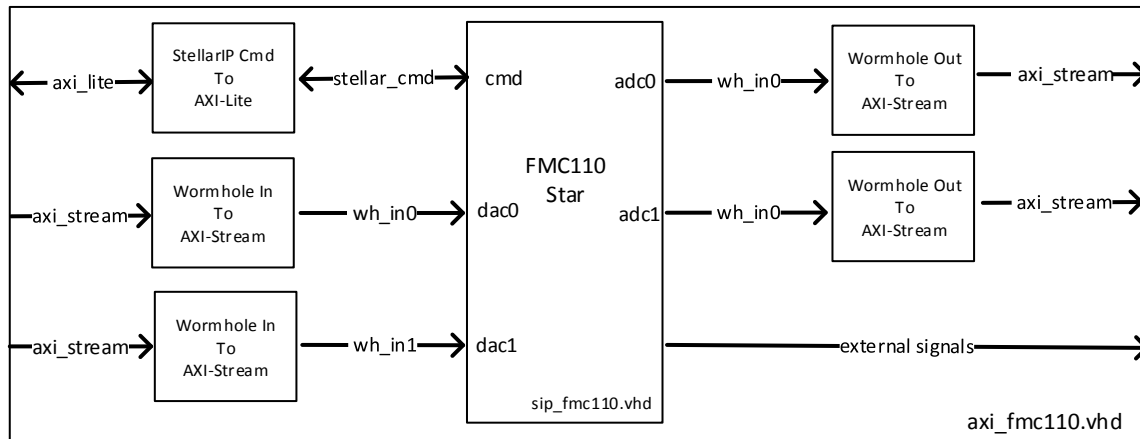 StellarIP Cmd
To
AXI-Lite
axi_lite
stellar_cmd
cmd
adc0
wh_in0
Wormhole Out
To
AXI-Stream
axi_stream
FMC110
Star
Wormhole In
To
AXI-Stream
axi_stream
wh_in0
dac0
adc1
wh_in0
Wormhole Out
To
AXI-Stream
axi_stream
Wormhole In
To
AXI-Stream
axi_stream
wh_in1
dac1
external signals
sip_fmc110.vhd
axi_fmc110.vhd